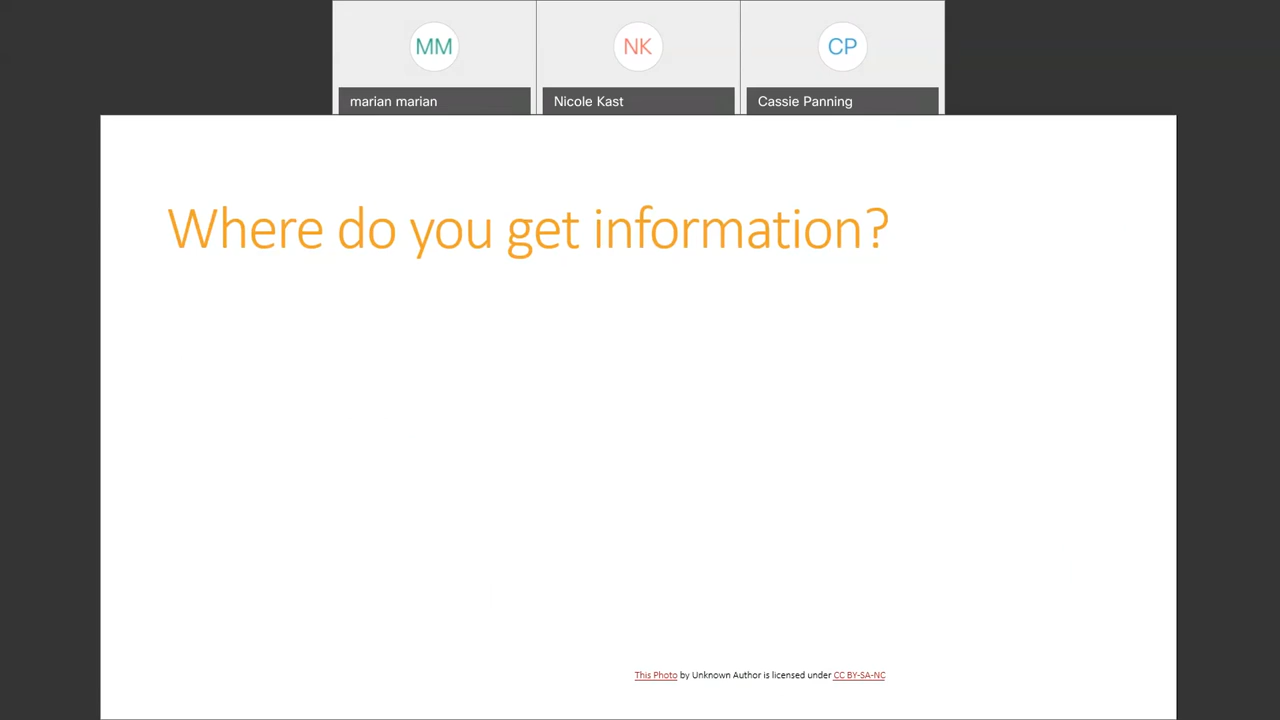 MM
NK
CP
marian marian
Nicole Kast
Cassie Panning
Where do you get information?
This Photo by Unknown Author is licensed under CC BY-SA-NC